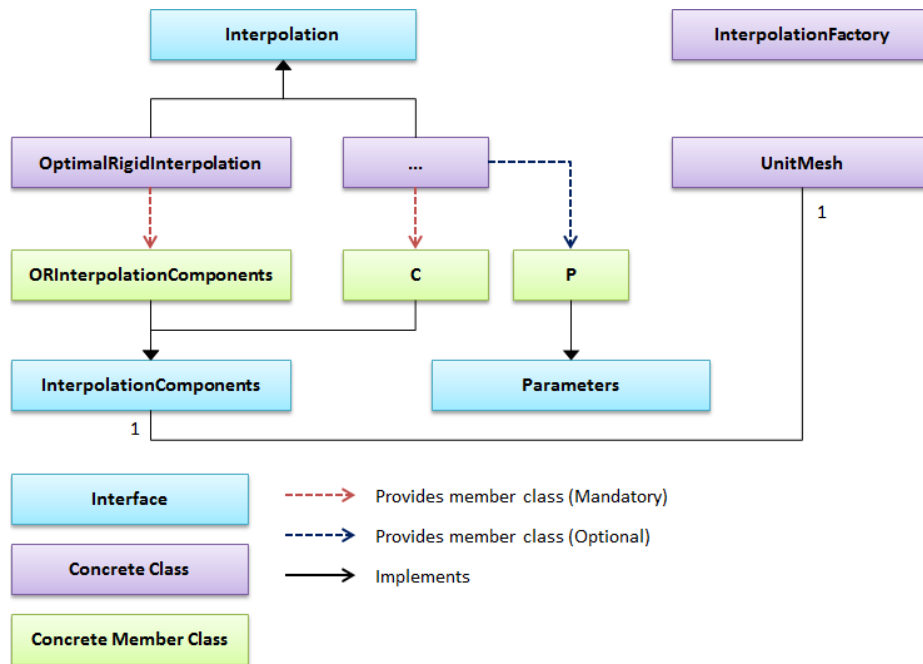 Interpolation
InterpolationFactory
OptimalRigidInterpolation
...
UnitMesh
1
ORInterpolationComponents
C
P
InterpolationComponents
Parameters
1
Interface
Provides member class (Mandatory)
Provides member class (Optional)
Concrete Class
Implements
Concrete Member Class